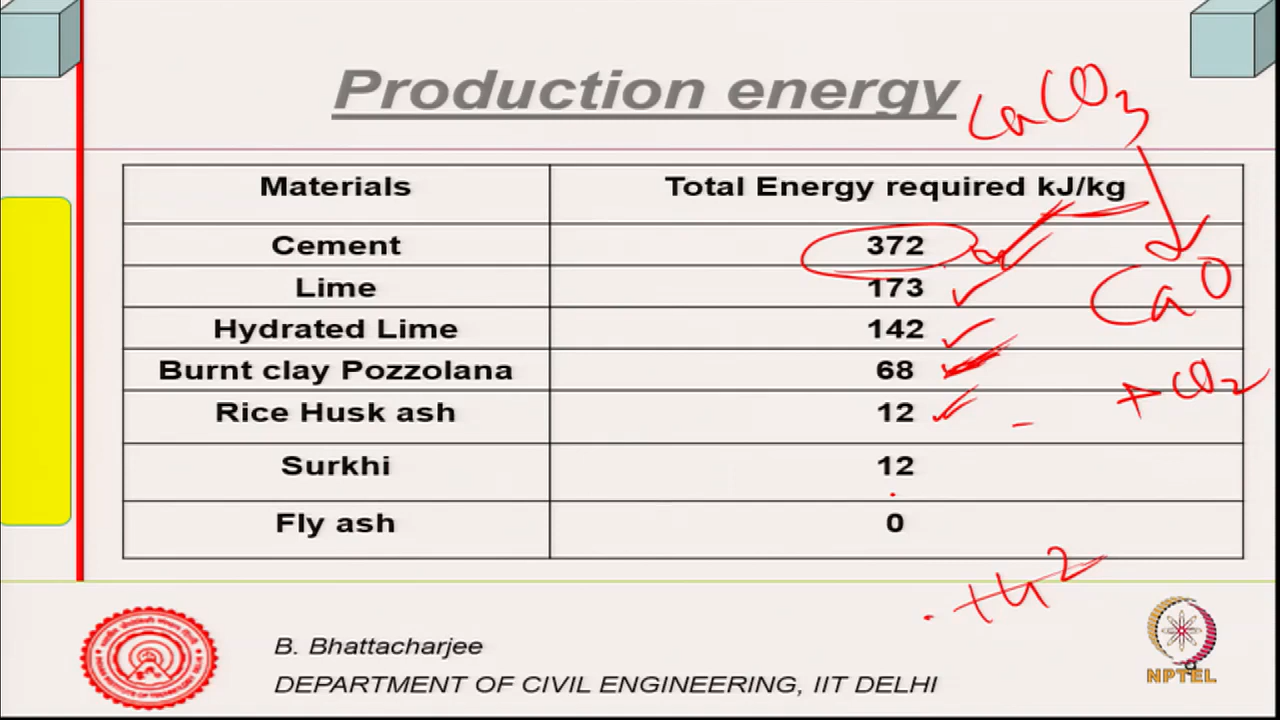 Production energy
CaCO3
Materials Total Energy required kJ/kg
Cement 372
Lime 173
CaO
Hydrated Lime 142
Burnt clay Pozzolana 68
+ CO2
Rice Husk ash 12
Surkhi 12
Fly ash 0
B. Bhattacharjee
DEPARTMENT OF CIVIL ENGINEERING, IIT DELHI
NPTEL